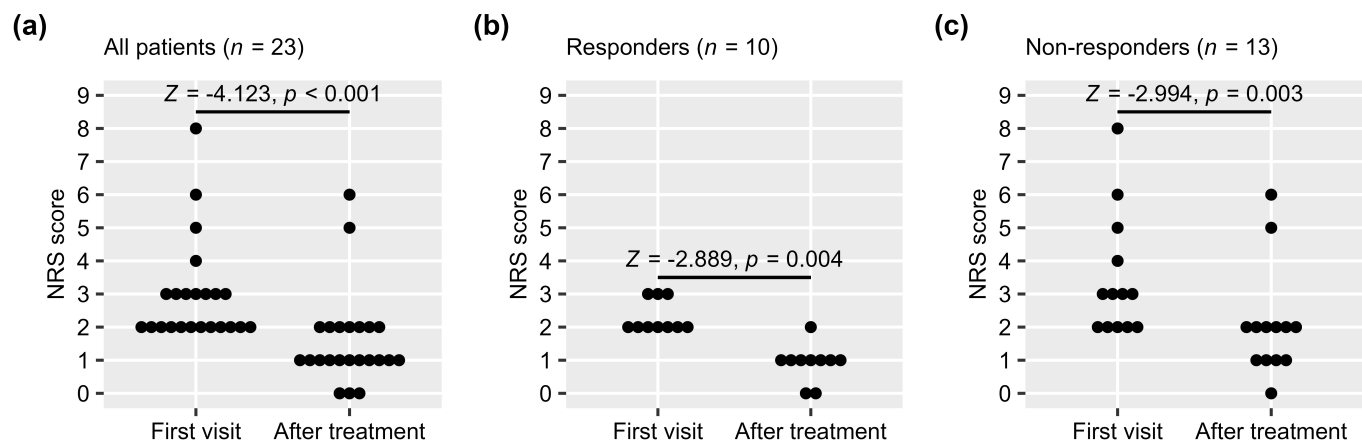 (a)
All patients (n = 23)
Z = -4.123, p < 0.001
NRS score
9
8
7
6
5
4
3
2
1
0
First visit
After treatment
(b)
Responders (n = 10)
Z = -2.889, p = 0.004
NRS score
9
8
7
6
5
4
3
2
1
0
First visit
After treatment
(c)
Non-responders (n = 13)
Z = -2.994, p = 0.003
NRS score
9
8
7
6
5
4
3
2
1
0
First visit
After treatment